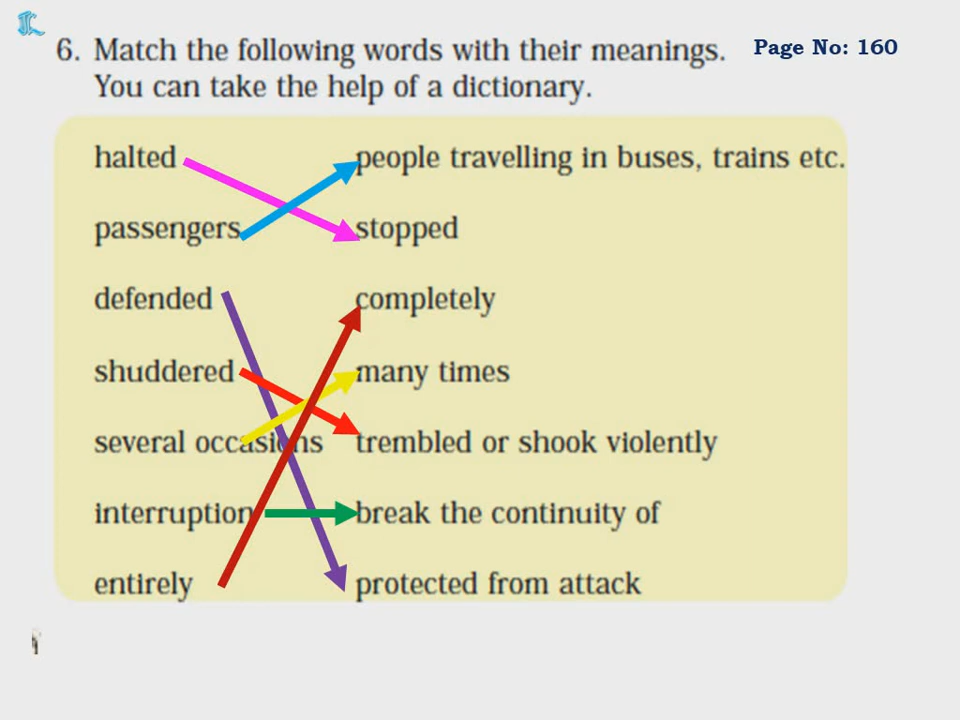 6. Match the following words with their meanings.
Page No: 160
You can take the help of a dictionary.
halted people travelling in buses, trains etc.
passengers stopped
defended completely
shuddered many times
several occasions trembled or shook violently
interruption break the continuity of
entirely protected from attack